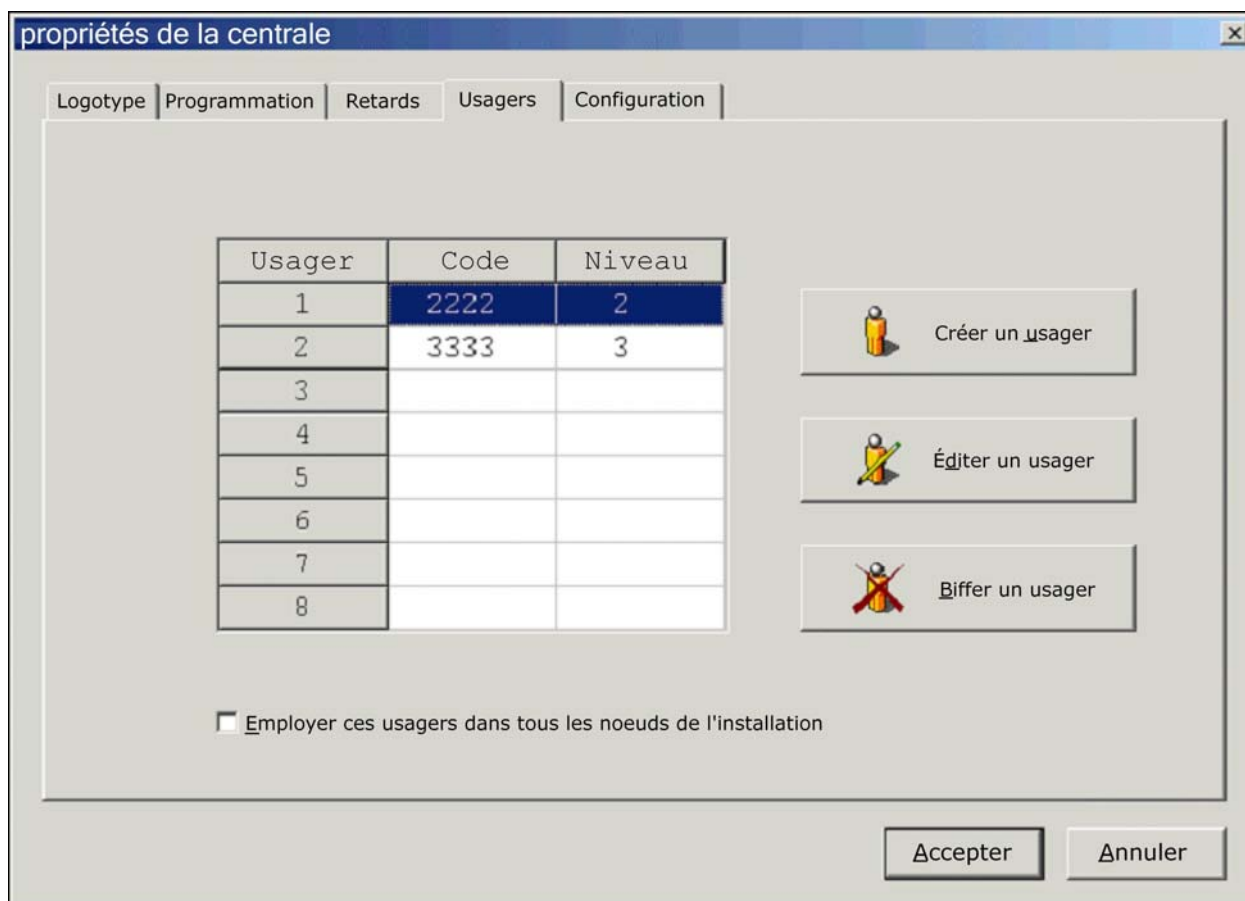 propriétés de la centrale
Logotype Programmation Retards Usagers Configuration
Usager Code Niveau
1 2222 2
2 3333 3
3
4
5
6
7
8
Créer un usager
Éditer un usager
Biffer un usager
Employer ces usagers dans tous les noeuds de l'installation
Accepter Annuler